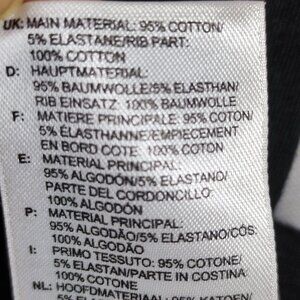 UK: MAIN MATERIAL: 95% COTTON/
5% ELASTANE/RIB PART:
100% COTTON
D: HAUPTMATERIAL:
95% BAUMWOLLE/5% ELASTHAN/
RIB EINSATZ: 100% BAUMWOLLE
F: MATIERE PRINCIPALE: 95% COTON/
5% ÉLASTHANNE/EMPIECEMENT
EN BORD COTE: 100% COTON
E: MATERIAL PRINCIPAL:
95% ALGODÓN/5% ELASTANO/
PARTE DEL CORDONCILLO:
100% ALGODÓN
P: MATERIAL PRINCIPAL:
95% ALGODÃO/5% ELASTANO/CÓS:
100% ALGODÃO
I: PRIMO TESSUTO: 95% COTONE/
5% ELASTAN/PARTE IN COSTINA:
100% COTONE
NL: HOOFDMATERIAAL: 95% KATOEN/